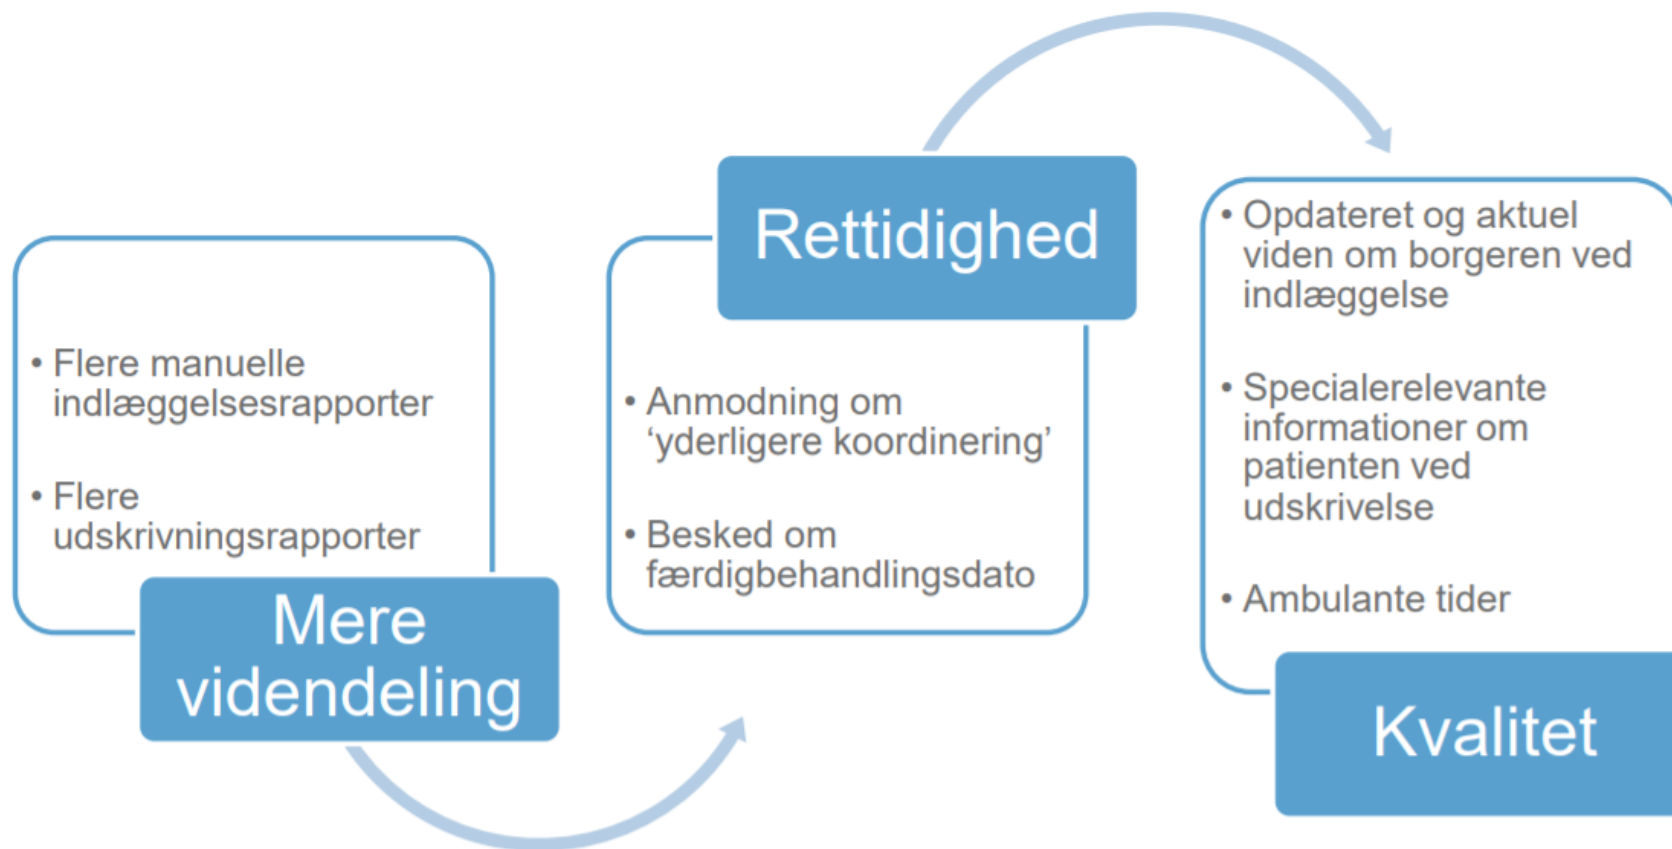 • Flere manuelle
indlæggelsesrapporter
• Flere
udskrivningsrapporter
Mere
videndeling
Rettidighed
• Anmodning om
‘yderligere koordinering’
• Besked om
færdigbehandlingsdato
• Opdateret og aktuel
viden om borgeren ved
indlæggelse
• Specialerelevante
informationer om
patienten ved
udskrivelse
• Ambulante tider
Kvalitet